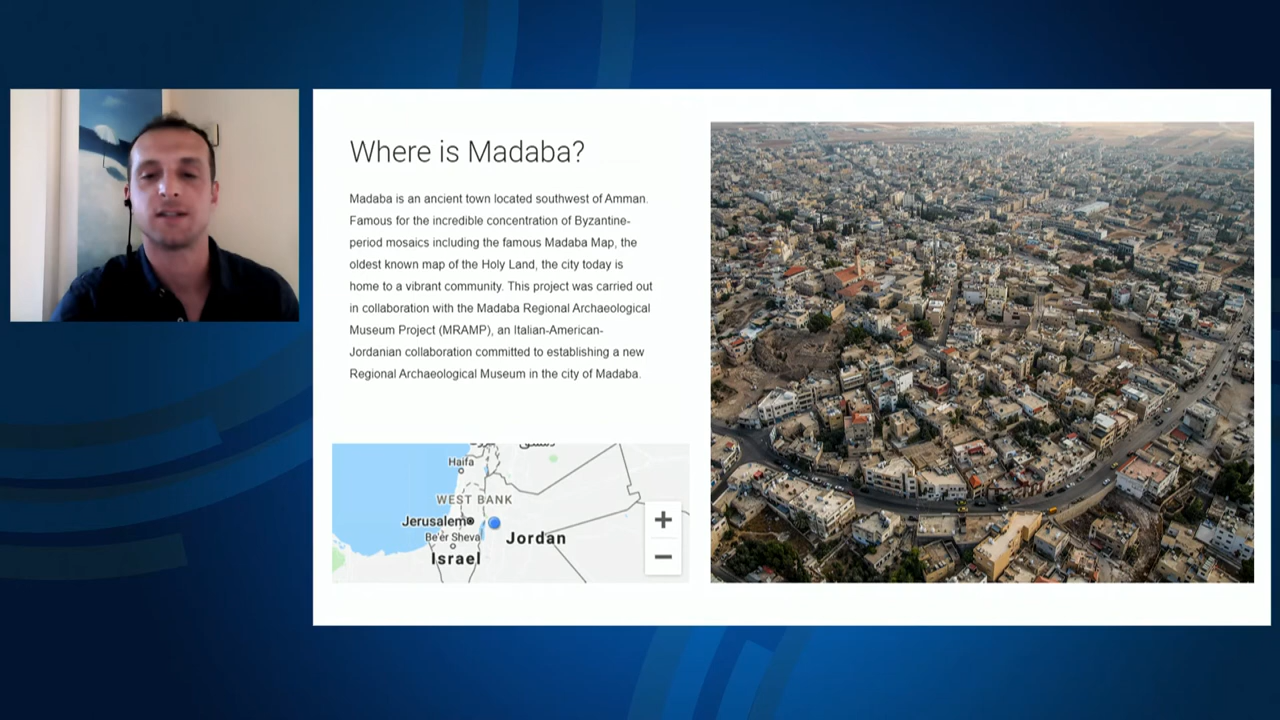 Where is Madaba?
Madaba is an ancient town located southwest of Amman.
Famous for the incredible concentration of Byzantine-
period mosaics including the famous Madaba Map, the
oldest known map of the Holy Land, the city today is
home to a vibrant community. This project was carried out
in collaboration with the Madaba Regional Archaeological
Museum Project (MRAMP), an Italian-American-
Jordanian collaboration committed to establishing a new
Regional Archaeological Museum in the city of Madaba.
Haifa
WEST BANK
Jerusalem
Be'er Sheva
Jordan
Israel
+
−